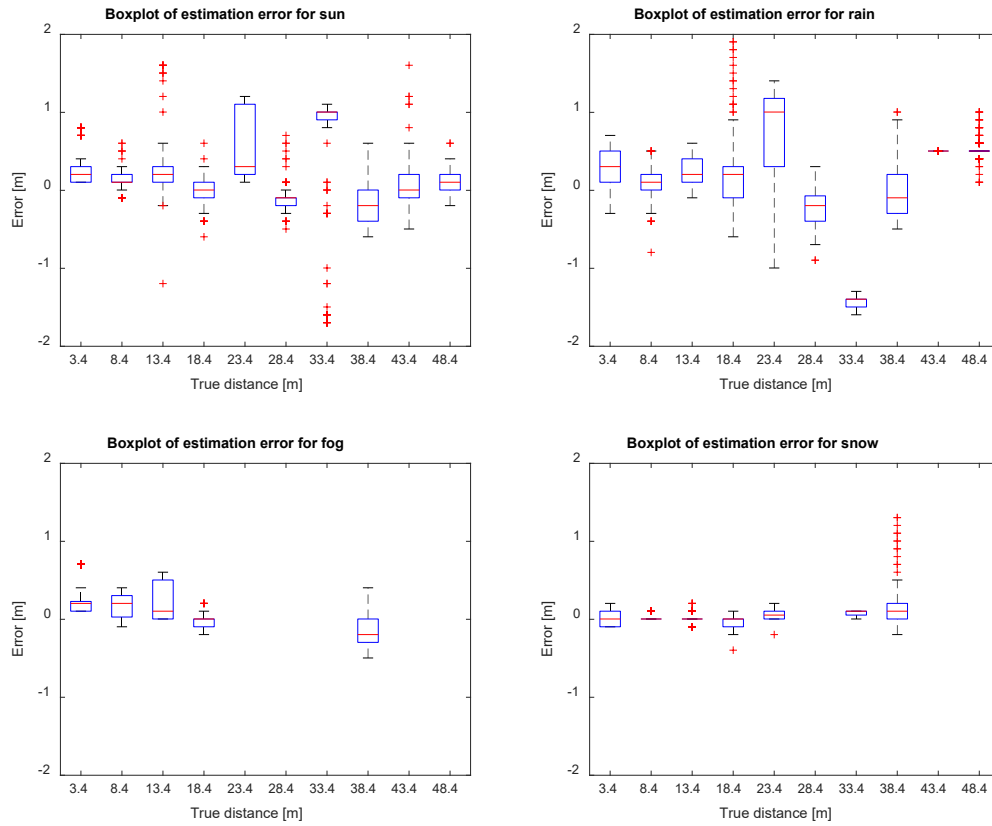 Boxplot of estimation error for sun
2
1
0
-1
-2
Error [m]
3.4 8.4 13.4 18.4 23.4 28.4 33.4 38.4 43.4 48.4
True distance [m]
Boxplot of estimation error for rain
2
1
0
-1
-2
Error [m]
3.4 8.4 13.4 18.4 23.4 28.4 33.4 38.4 43.4 48.4
True distance [m]
Boxplot of estimation error for fog
2
1
0
-1
-2
Error [m]
3.4 8.4 13.4 18.4 23.4 28.4 33.4 38.4 43.4 48.4
True distance [m]
Boxplot of estimation error for snow
2
1
0
-1
-2
Error [m]
3.4 8.4 13.4 18.4 23.4 28.4 33.4 38.4 43.4 48.4
True distance [m]